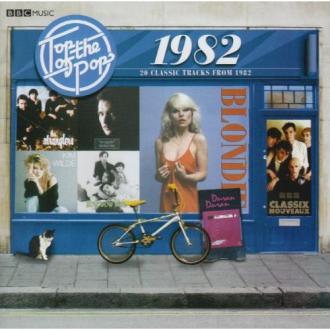 BBC MUSIC
Top of the Pops
1982
20 CLASSIC TRACKS FROM 1982
the stranglers
KIM WILDE
BLONDIE
Duran Duran
CLASSIX
NOUVEAUX